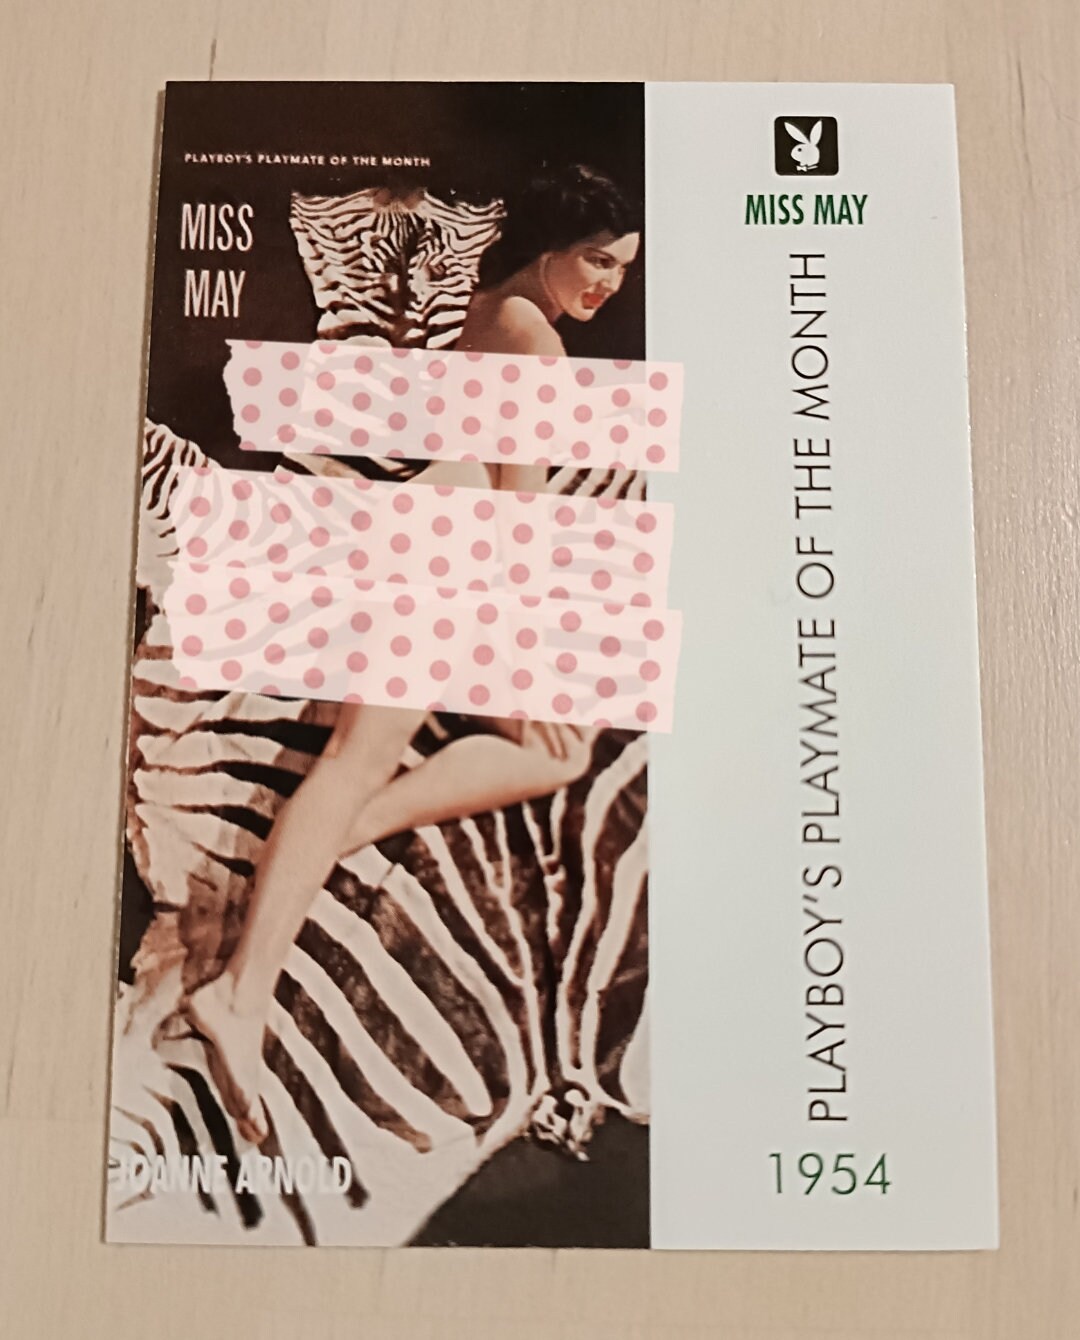 PLAYBOY'S PLAYMATE OF THE MONTH
MISS
MAY
JOANNE ARNOLD
MISS MAY
PLAYBOY'S PLAYMATE OF THE MONTH
1954